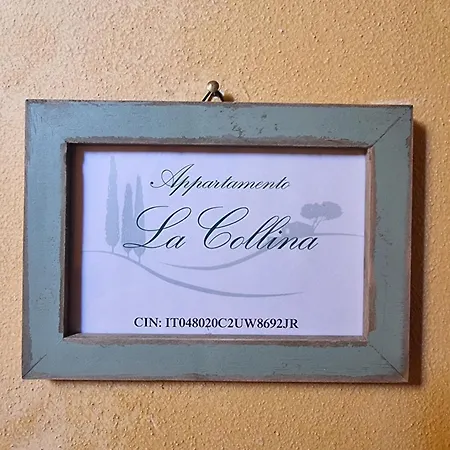 Appartamento
La Collina
CIN: IT048020C2UW8692JR